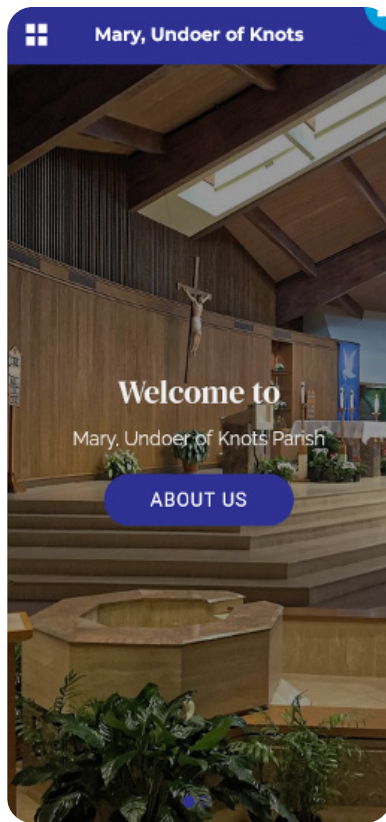 Mary, Undoer of Knots
Welcome to
Mary, Undoer of Knots Parish
ABOUT US